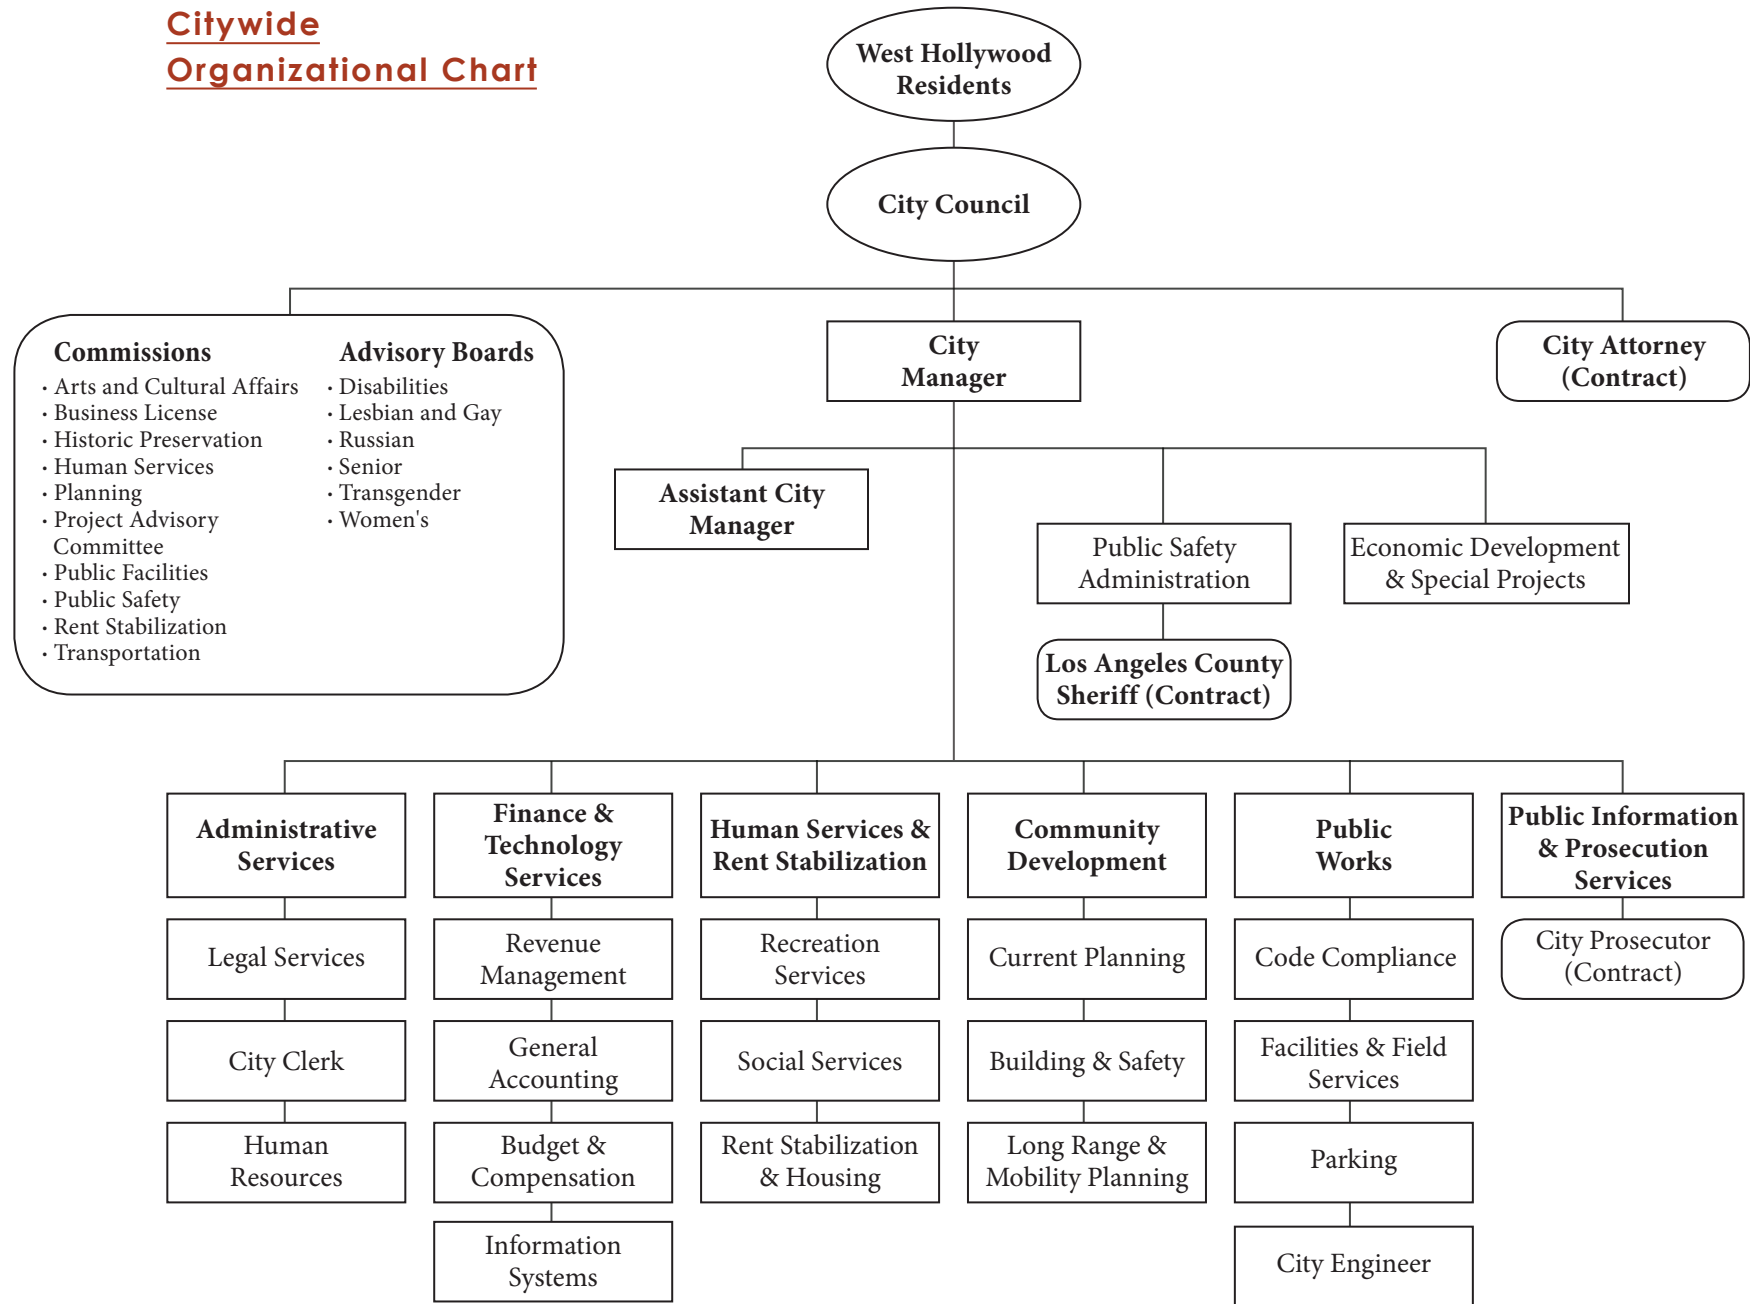 Citywide
Organizational Chart
West Hollywood
Residents
City Council
Commissions
· Arts and Cultural Affairs
· Business License
· Historic Preservation
· Human Services
· Planning
· Project Advisory
Committee
· Public Facilities
· Public Safety
· Rent Stabilization
· Transportation
Advisory Boards
· Disabilities
· Lesbian and Gay
· Russian
· Senior
· Transgender
· Women's
City
Manager
City Attorney
(Contract)
Assistant City
Manager
Public Safety
Administration
Economic Development
& Special Projects
Los Angeles County
Sheriff (Contract)
Administrative
Services
Legal Services
City Clerk
Human
Resources
Finance &
Technology
Services
Revenue
Management
General
Accounting
Budget &
Compensation
Information
Systems
Human Services &
Rent Stabilization
Recreation
Services
Social Services
Rent Stabilization
& Housing
Community
Development
Current Planning
Building & Safety
Long Range &
Mobility Planning
Public
Works
Code Compliance
Facilities & Field
Services
Parking
City Engineer
Public Information
& Prosecution
Services
City Prosecutor
(Contract)